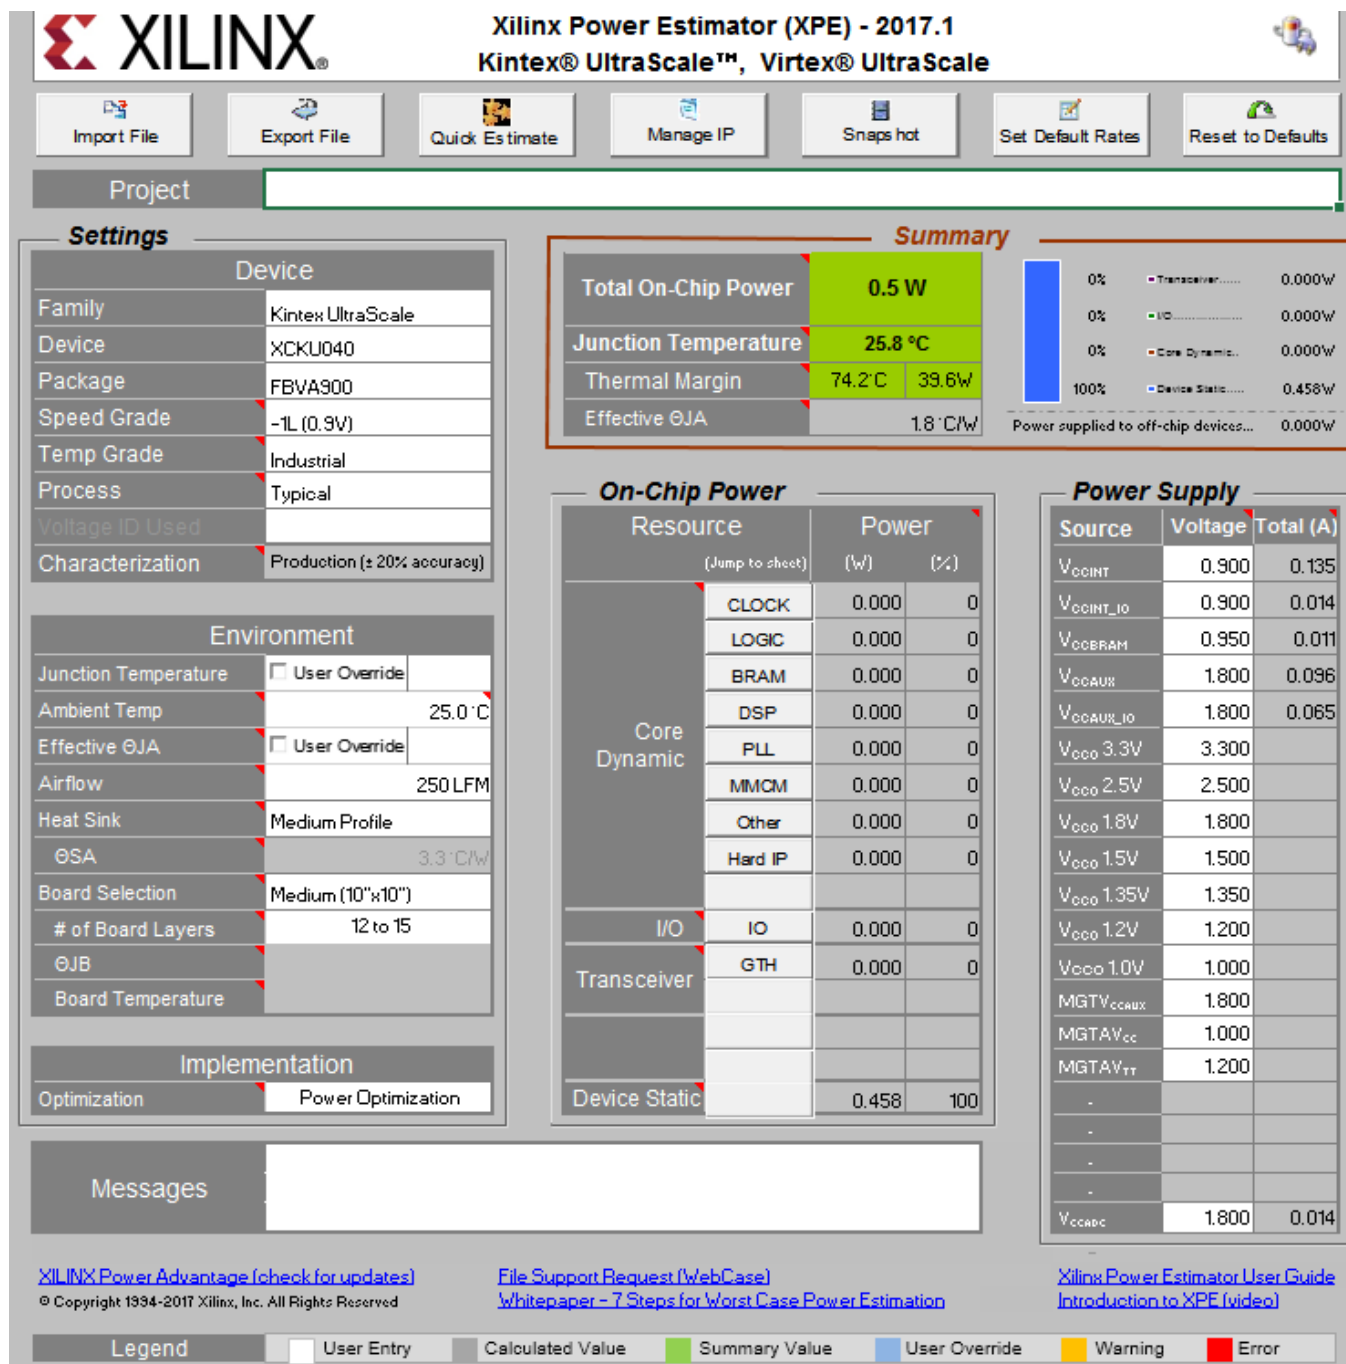 XILINX®
Xilinx Power Estimator (XPE) - 2017.1
Kintex® UltraScale™, Virtex® UltraScale
Import File
Export File
Quick Estimate
Manage IP
Snapshot
Set Default Rates
Reset to Defaults
Project
Settings
Device
Family Kintex UltraScale
Device XCKU040
Package FBVA900
Speed Grade -1L (0.9V)
Temp Grade Industrial
Process Typical
Voltage ID Used
Characterization Production (± 20% accuracy)
Environment
Junction Temperature User Override
Ambient Temp 25.0 °C
Effective ΘJA User Override
Airflow 250 LFM
Heat Sink Medium Profile
ΘSA 3.3 °C/W
Board Selection Medium (10"x10")
# of Board Layers 12 to 15
ΘJB
Board Temperature
Implementation
Optimization Power Optimization
Summary
Total On-Chip Power 0.5 W
Junction Temperature 25.8 °C
Thermal Margin 74.2°C 39.6W
Effective ΘJA 1.8 °C/W
0% Transceiver...... 0.000W
0% I/O.................. 0.000W
0% Core Dynamic.. 0.000W
100% Device Static..... 0.458W
Power supplied to off-chip devices... 0.000W
On-Chip Power
Resource Power
(Jump to sheet) (W) (%)
Core Dynamic
CLOCK 0.000 0
LOGIC 0.000 0
BRAM 0.000 0
DSP 0.000 0
PLL 0.000 0
MMCM 0.000 0
Other 0.000 0
Hard IP 0.000 0
I/O IO 0.000 0
Transceiver GTH 0.000 0
Device Static 0.458 100
Power Supply
Source Voltage Total (A)
VCCINT 0.900 0.135
VCCINT_IO 0.900 0.014
VCCBRAM 0.950 0.011
VCCAUX 1.800 0.096
VCCAUX_IO 1.800 0.065
Vcco 3.3V 3.300
Vcco 2.5V 2.500
Vcco 1.8V 1.800
Vcco 1.5V 1.500
Vcco 1.35V 1.350
Vcco 1.2V 1.200
Vcco 1.0V 1.000
MGTVCCAUX 1.800
MGTAVcc 1.000
MGTAVTT 1.200
-
-
-
-
VCCADC 1.800 0.014
Messages
XILINX Power Advantage (check for updates)
© Copyright 1994-2017 Xilinx, Inc. All Rights Reserved
File Support Request (WebCase)
Whitepaper - 7 Steps for Worst Case Power Estimation
Xilinx Power Estimator User Guide
Introduction to XPE (video)
Legend User Entry Calculated Value Summary Value User Override Warning Error